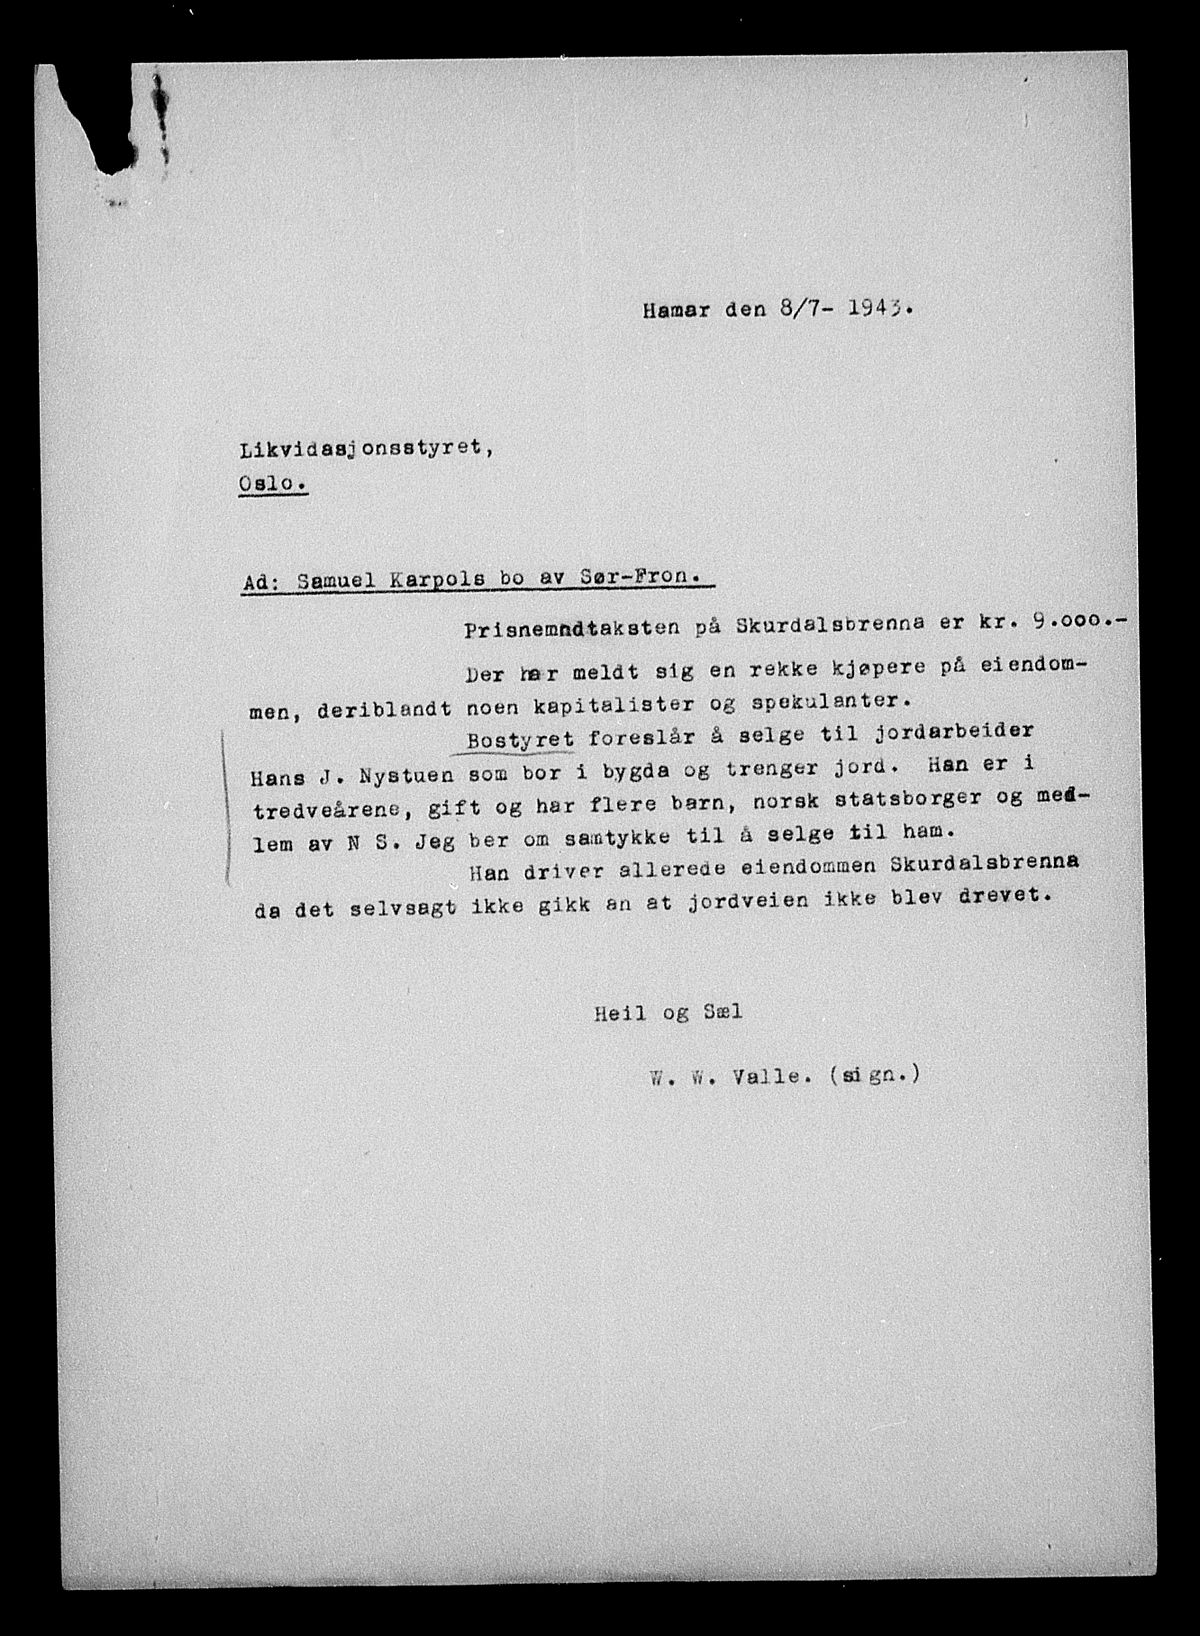 Hamar den 8/7- 1943.
Likvidasjonsstyret,
Oslo.
Ad: Samuel Karpols bo av Sør-Fron.
Prisnemndtaksten på Skurdalsbrenna er kr. 9.ooo.-
Der har meldt sig en rekke kjøpere på eiendom-
men, deriblandt noen kapitalister og spekulanter.
Bostyret foreslår å selge til jordarbeider
Hans J. Nystuen som bor i bygda og trenger jord. Han er i
tredveårene, gift og har flere barn, norsk statsborger og med-
lem av N S. Jeg ber om samtykke til å selge til ham.
Han driver allerede eiendommen Skurdalsbrenna
da det selvsagt ikke gikk an at jordveien ikke blev drevet.
Heil og Sæl
W. W. Valle. (sign.)